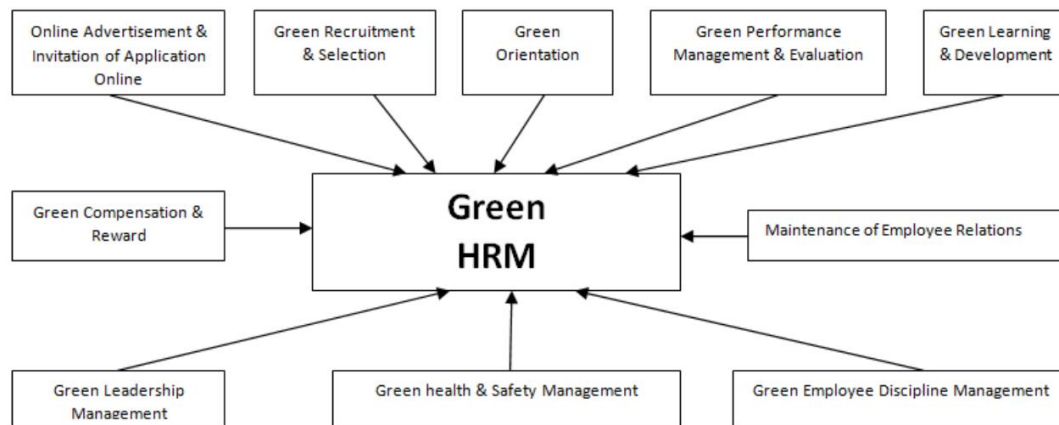 Online Advertisement &
Invitation of Application
Online
Green Recruitment
& Selection
Green
Orientation
Green Performance
Management & Evaluation
Green Learning
& Development
Green Compensation &
Reward
Green
HRM
Maintenance of Employee Relations
Green Leadership
Management
Green health & Safety Management
Green Employee Discipline Management